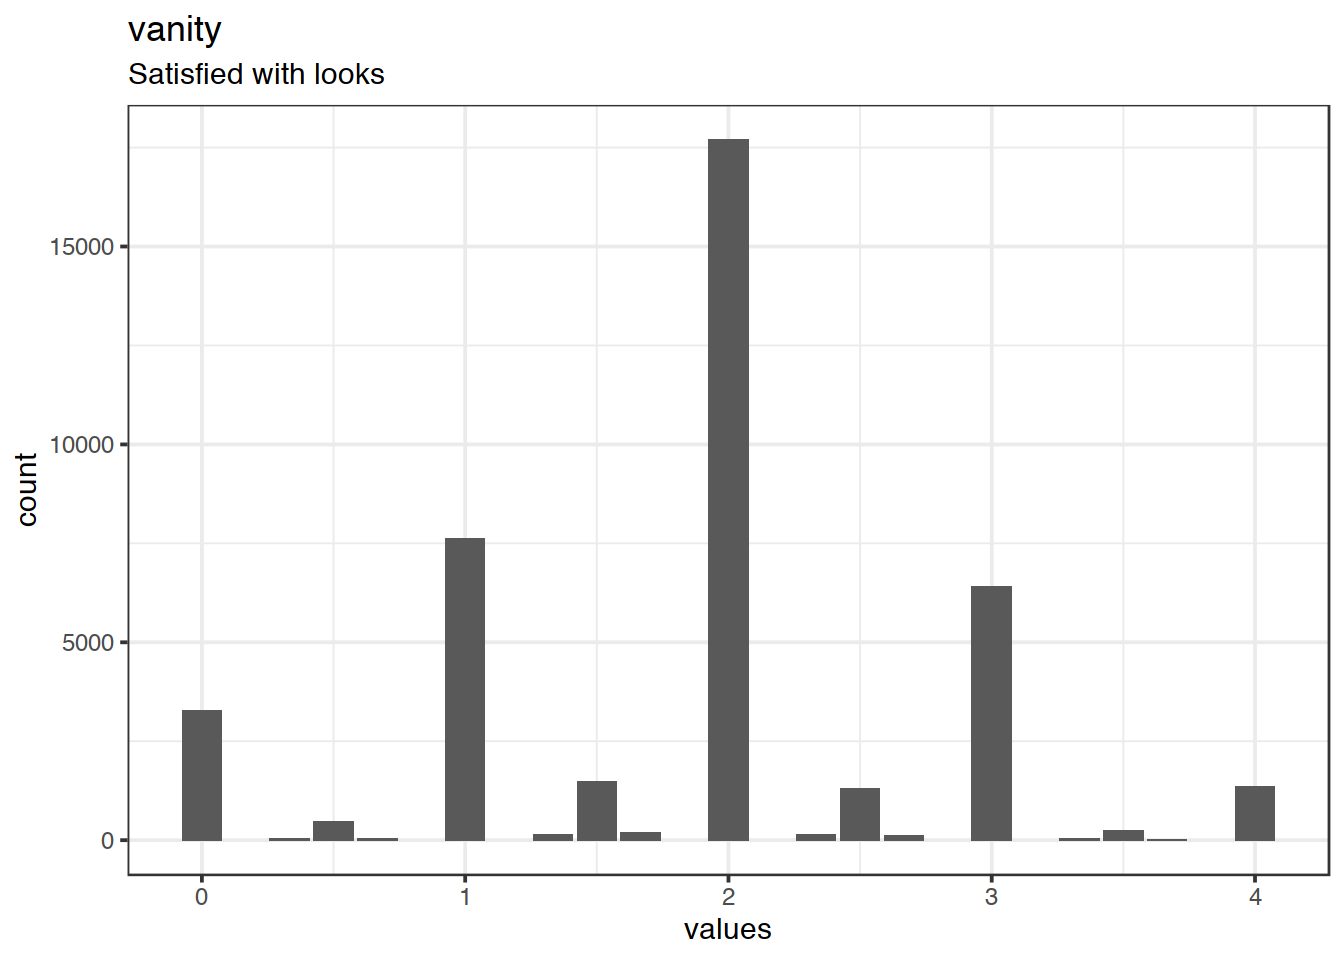 vanity
Satisfied with looks
15000
10000
5000
0
count
0 1 2 3 4
values